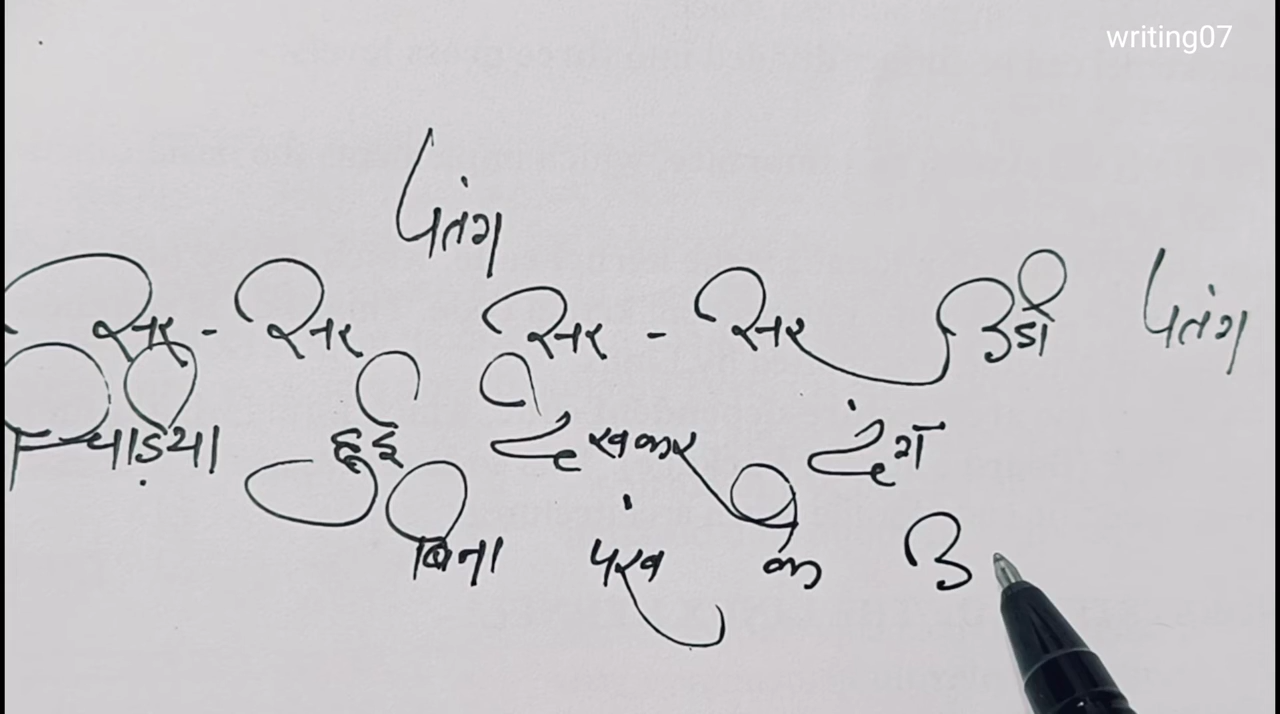 writing07
पतंग
सर - सर सर - सर उडी पतंग
चिड़िया हुई देखकर दंग
बिना पंख के उ